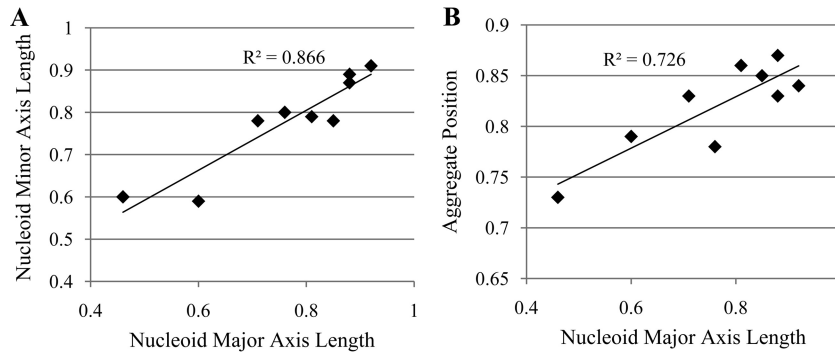 A
Nucleoid Minor Axis Length
1
0.9
0.8
0.7
0.6
0.5
0.4
R² = 0.866
0.4
0.6
0.8
1
Nucleoid Major Axis Length
B
Aggregate Position
0.9
0.85
0.8
0.75
0.7
0.65
R² = 0.726
0.4
0.6
0.8
Nucleoid Major Axis Length